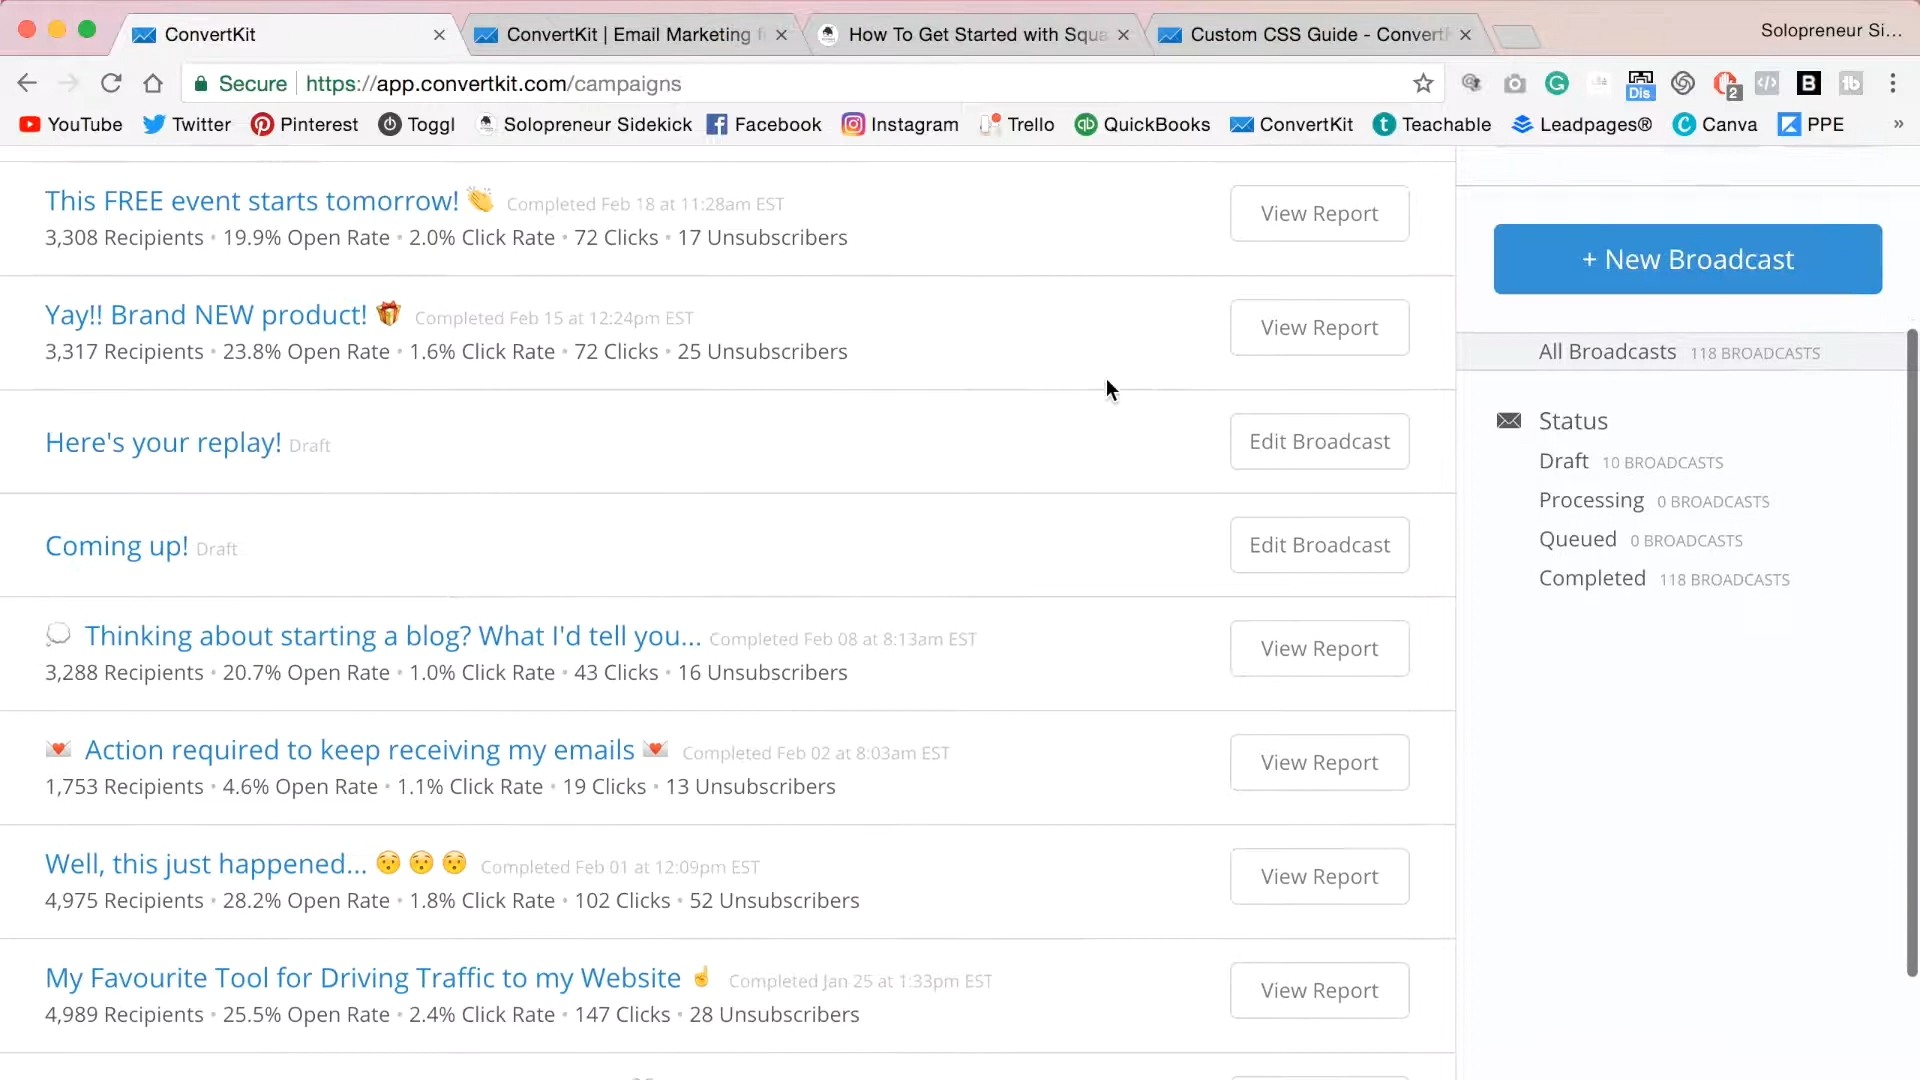 ConvertKit
ConvertKit | Email Marketing f
How To Get Started with Squa
Custom CSS Guide - ConvertK
Solopreneur Si...
Secure
https://app.convertkit.com/campaigns
Dis
2
B
YouTube
Twitter
Pinterest
Toggl
Solopreneur Sidekick
Facebook
Instagram
Trello
QuickBooks
ConvertKit
Teachable
Leadpages®
Canva
PPE
»
This FREE event starts tomorrow! 👏 Completed Feb 18 at 11:28am EST
3,308 Recipients • 19.9% Open Rate • 2.0% Click Rate • 72 Clicks • 17 Unsubscribers
View Report
Yay!! Brand NEW product! 🎁 Completed Feb 15 at 12:24pm EST
3,317 Recipients • 23.8% Open Rate • 1.6% Click Rate • 72 Clicks • 25 Unsubscribers
View Report
Here's your replay! Draft
Edit Broadcast
Coming up! Draft
Edit Broadcast
💭 Thinking about starting a blog? What I'd tell you... Completed Feb 08 at 8:13am EST
3,288 Recipients • 20.7% Open Rate • 1.0% Click Rate • 43 Clicks • 16 Unsubscribers
View Report
💌 Action required to keep receiving my emails 💌 Completed Feb 02 at 8:03am EST
1,753 Recipients • 4.6% Open Rate • 1.1% Click Rate • 19 Clicks • 13 Unsubscribers
View Report
Well, this just happened... 😯 😯 😯 Completed Feb 01 at 12:09pm EST
4,975 Recipients • 28.2% Open Rate • 1.8% Click Rate • 102 Clicks • 52 Unsubscribers
View Report
My Favourite Tool for Driving Traffic to my Website ☝ Completed Jan 25 at 1:33pm EST
4,989 Recipients • 25.5% Open Rate • 2.4% Click Rate • 147 Clicks • 28 Unsubscribers
View Report
+ New Broadcast
All Broadcasts 118 BROADCASTS
Status
Draft 10 BROADCASTS
Processing 0 BROADCASTS
Queued 0 BROADCASTS
Completed 118 BROADCASTS